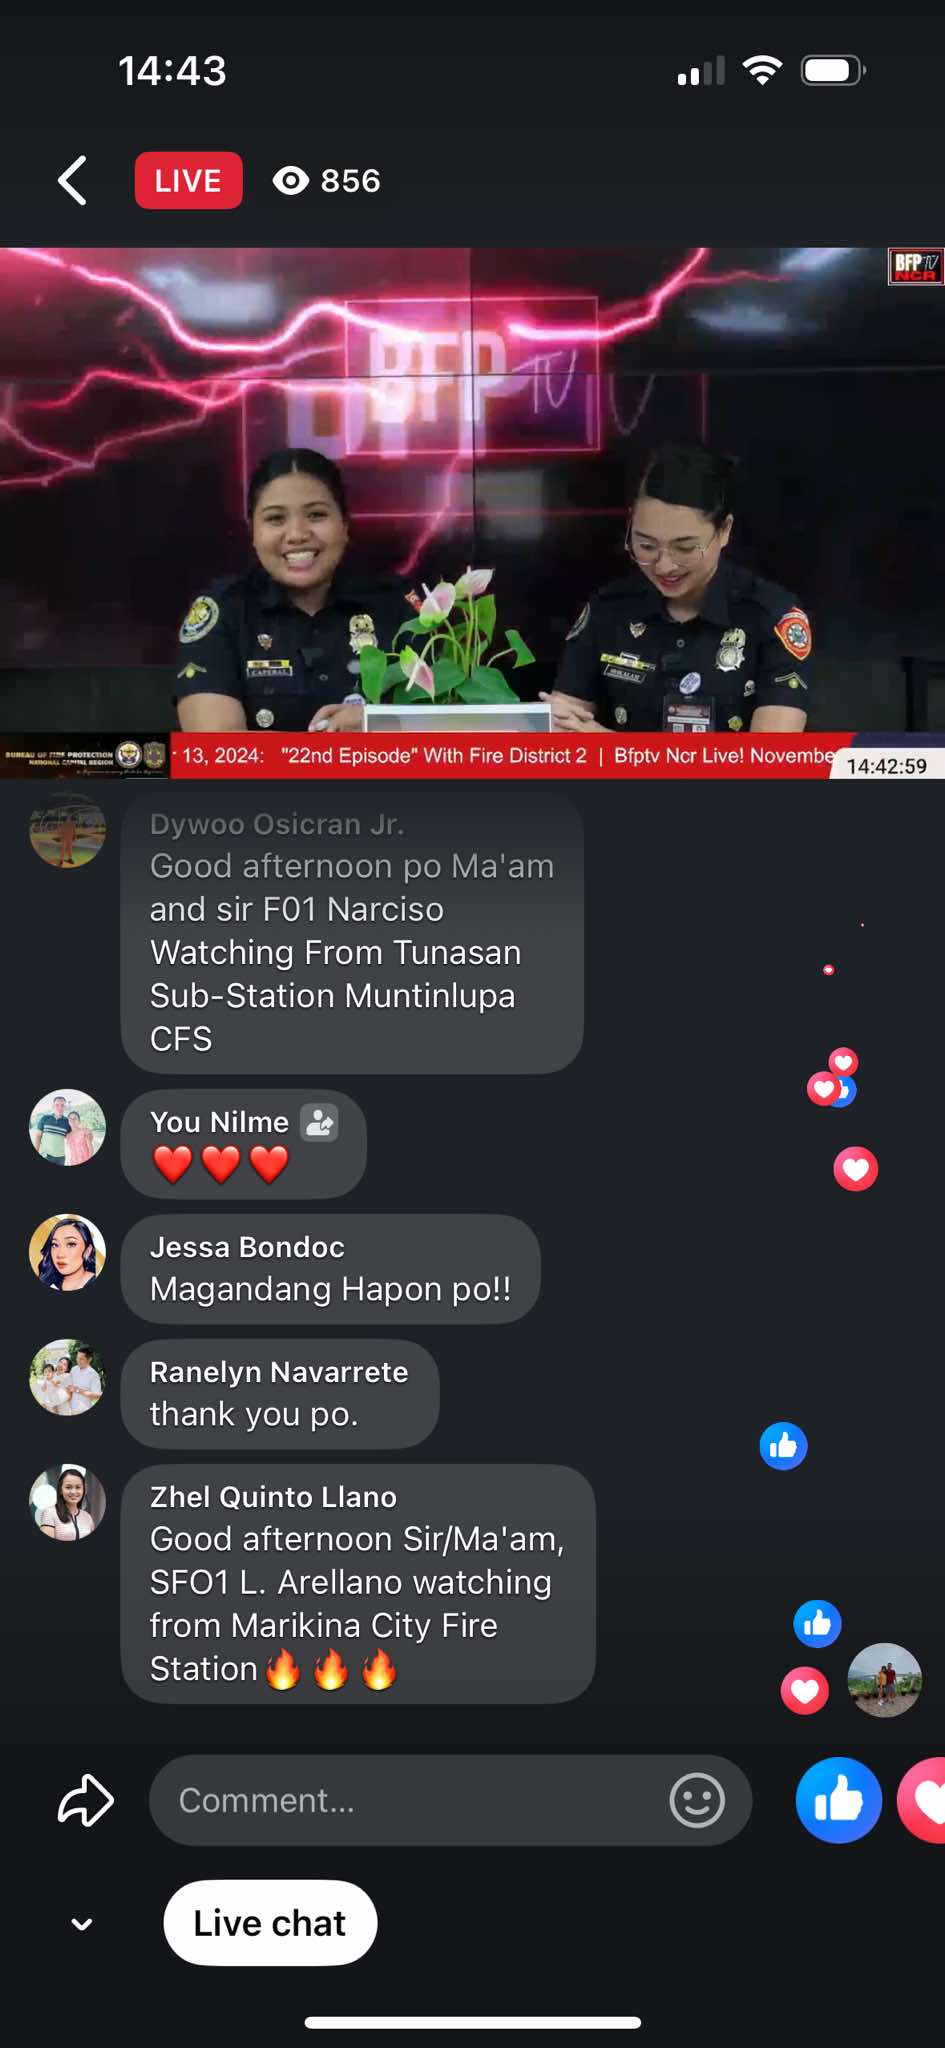 14:43
LIVE
856
BFP TV
NCR
BFP TV
BUREAU OF FIRE PROTECTION
NATIONAL CAPITAL REGION
13, 2024: "22nd Episode" With Fire District 2 | Bfptv Ncr Live! Novembe
14:42:59
Dywoo Osicran Jr.
Good afternoon po Ma'am
and sir F01 Narciso
Watching From Tunasan
Sub-Station Muntinlupa
CFS
You Nilme
❤️❤️❤️
Jessa Bondoc
Magandang Hapon po!!
Ranelyn Navarrete
thank you po.
Zhel Quinto Llano
Good afternoon Sir/Ma'am,
SFO1 L. Arellano watching
from Marikina City Fire
Station🔥🔥🔥
Comment...
Live chat